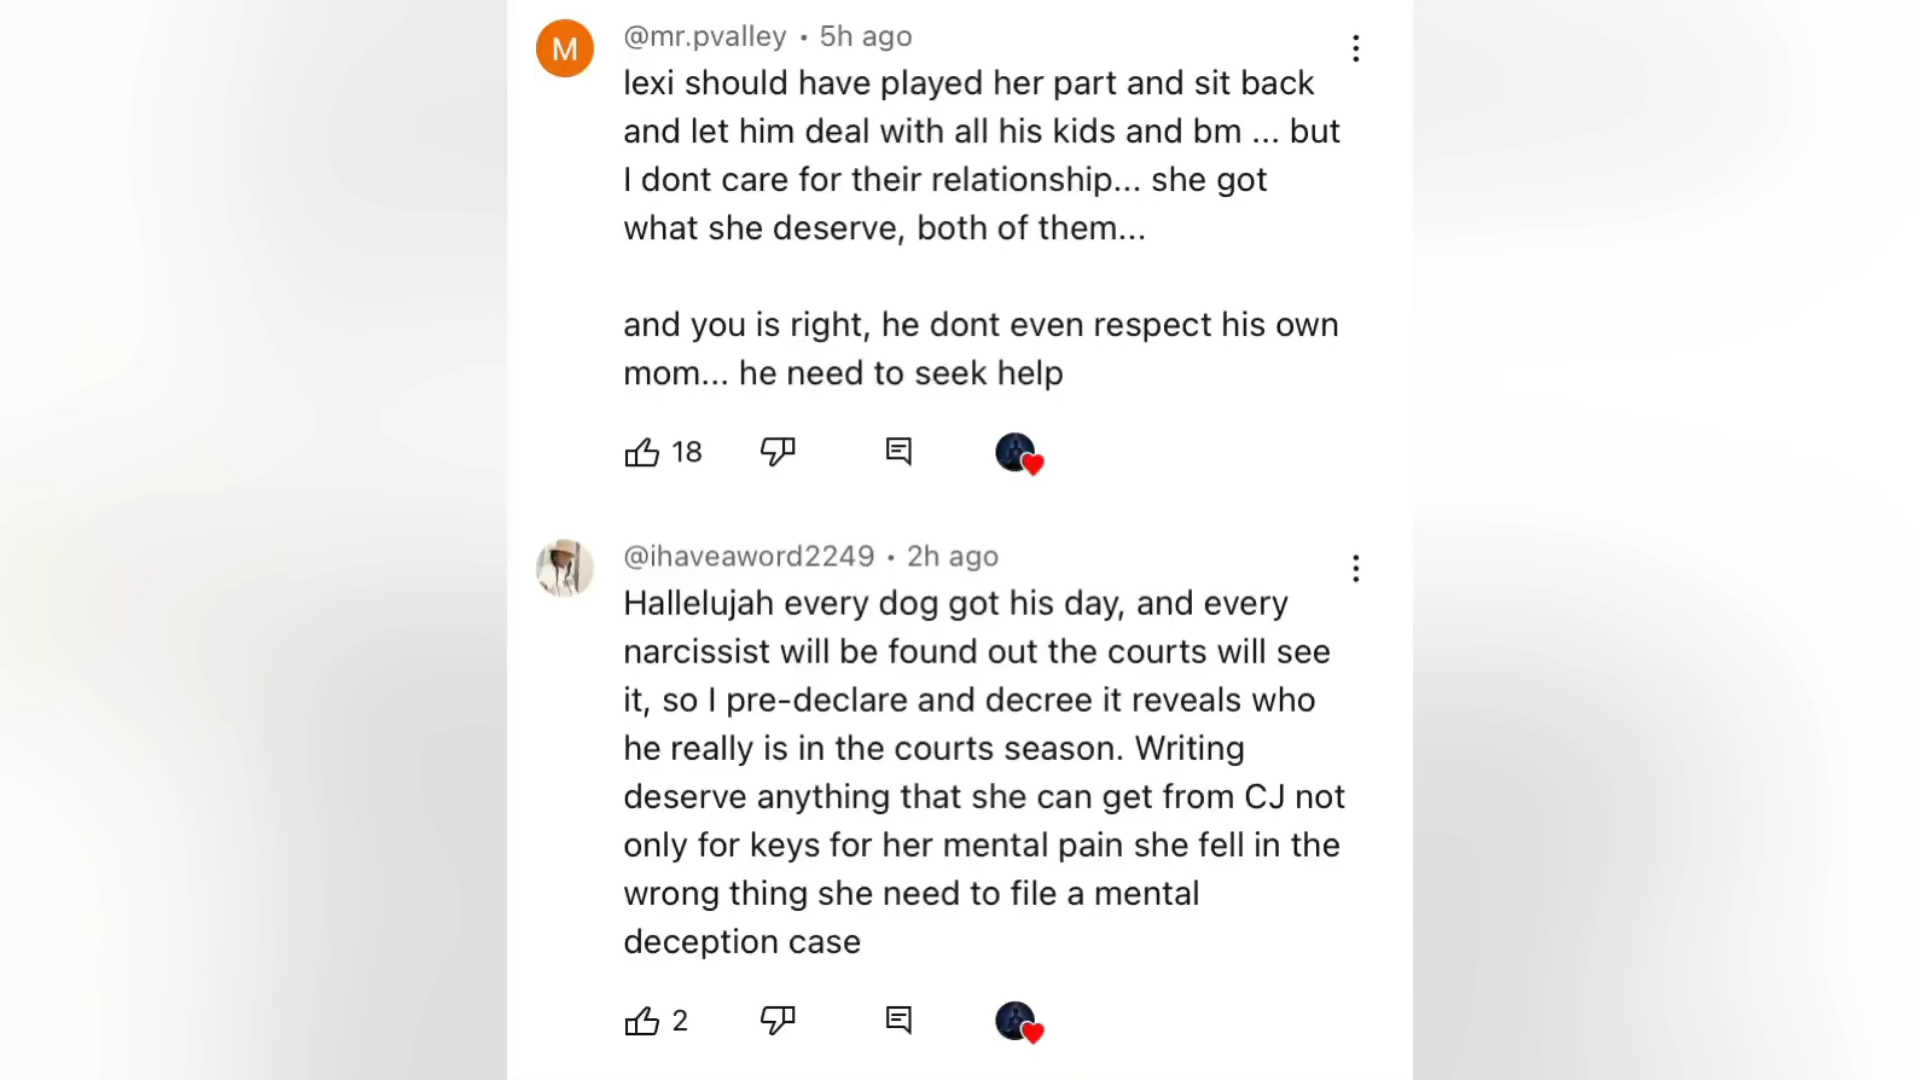 M
@mr.pvalley • 5h ago
lexi should have played her part and sit back
and let him deal with all his kids and bm ... but
I dont care for their relationship... she got
what she deserve, both of them...
and you is right, he dont even respect his own
mom... he need to seek help
18
@ihaveaword2249 • 2h ago
Hallelujah every dog got his day, and every
narcissist will be found out the courts will see
it, so I pre-declare and decree it reveals who
he really is in the courts season. Writing
deserve anything that she can get from CJ not
only for keys for her mental pain she fell in the
wrong thing she need to file a mental
deception case
2